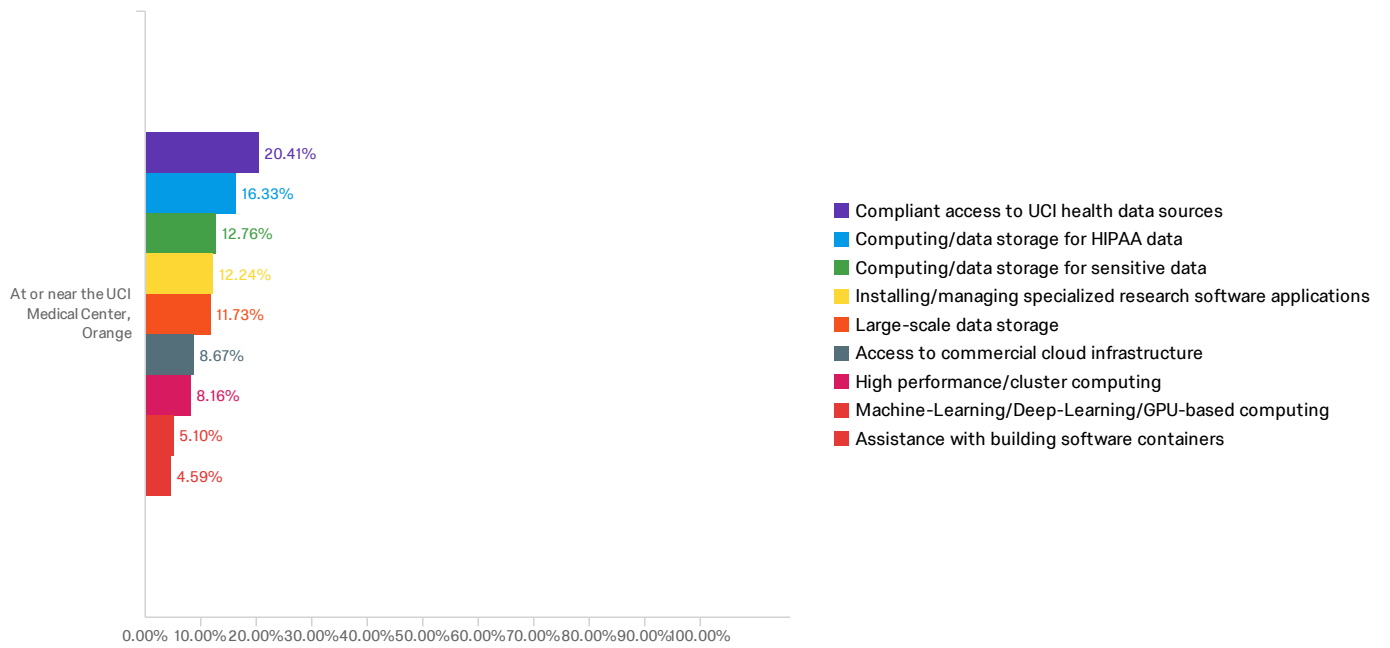 20.41%
16.33%
12.76%
12.24%
At or near the UCI
Medical Center,
Orange
11.73%
8.67%
8.16%
5.10%
4.59%
0.00% 10.00% 20.00% 30.00% 40.00% 50.00% 60.00% 70.00% 80.00% 90.00% 100.00%
Compliant access to UCI health data sources
Computing/data storage for HIPAA data
Computing/data storage for sensitive data
Installing/managing specialized research software applications
Large-scale data storage
Access to commercial cloud infrastructure
High performance/cluster computing
Machine-Learning/Deep-Learning/GPU-based computing
Assistance with building software containers